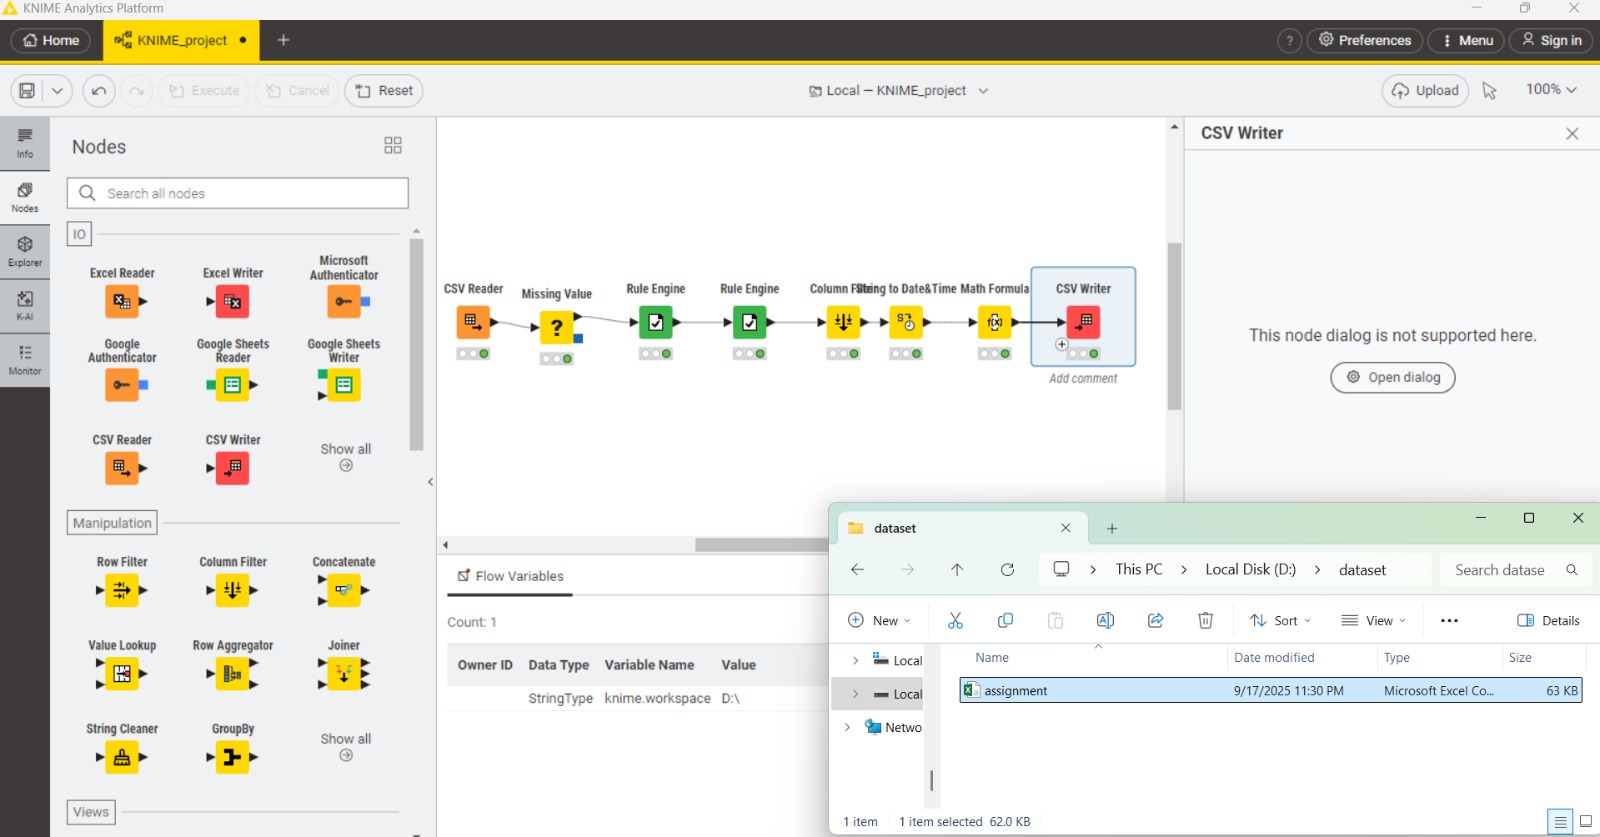 KNIME Analytics Platform
Home
KNIME_project
?
Preferences
Menu
Sign in
Execute
Cancel
Reset
Local — KNIME_project
Upload
100%
Info
Nodes
Explorer
K-AI
Monitor
Nodes
Search all nodes
IO
Excel Reader
Excel Writer
Microsoft
Authenticator
Google
Authenticator
Google Sheets
Reader
Google Sheets
Writer
CSV Reader
CSV Writer
Show all
Manipulation
Row Filter
Column Filter
Concatenate
Value Lookup
Row Aggregator
Joiner
String Cleaner
GroupBy
Show all
Views
CSV Reader
Missing Value
Rule Engine
Rule Engine
Column Filter
String to Date&Time
Math Formula
CSV Writer
Add comment
Flow Variables
Count: 1
Owner ID Data Type Variable Name Value
StringType knime.workspace D:\
CSV Writer
This node dialog is not supported here.
Open dialog
dataset
This PC > Local Disk (D:) > dataset
Search datase
New
Sort
View
Details
Local
Local
Netwo
Name Date modified Type Size
assignment 9/17/2025 11:30 PM Microsoft Excel Co... 63 KB
1 item 1 item selected 62.0 KB